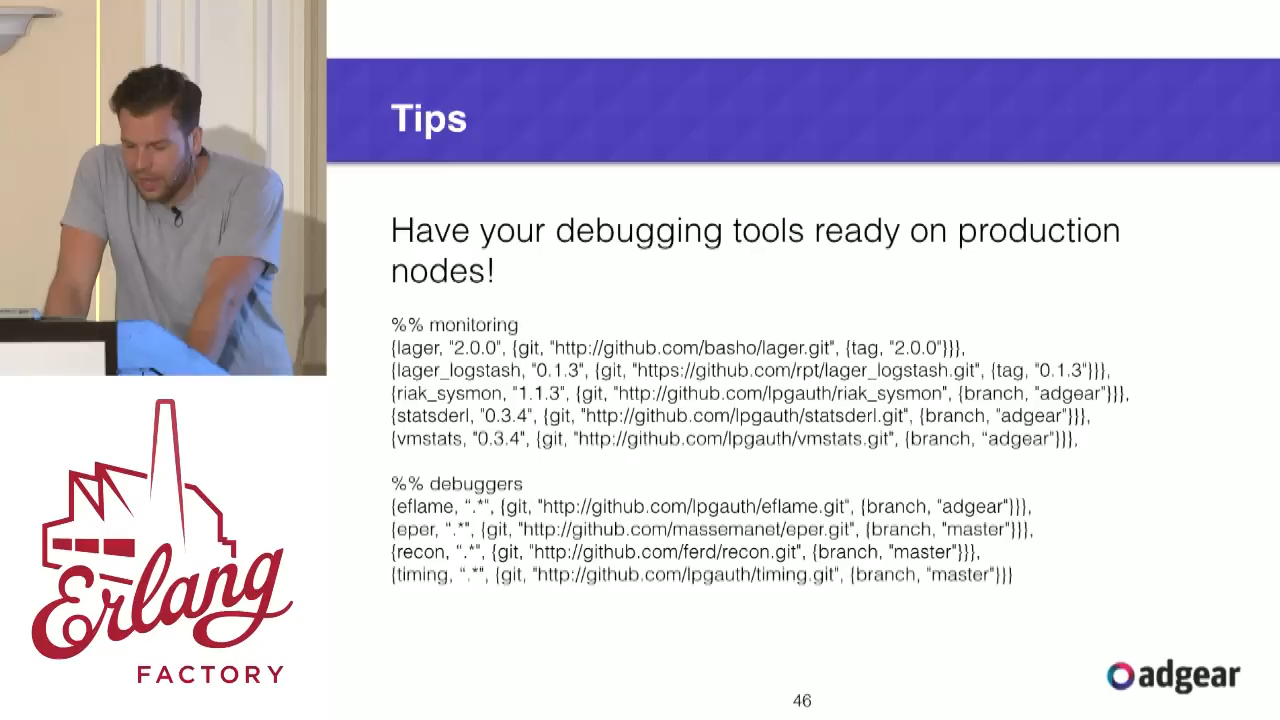 Tips
Have your debugging tools ready on production
nodes!
%% monitoring
{lager, "2.0.0", {git, "http://github.com/basho/lager.git", {tag, "2.0.0"}}},
{lager_logstash, "0.1.3", {git, "https://github.com/rpt/lager_logstash.git", {tag, "0.1.3"}}},
{riak_sysmon, "1.1.3", {git, "http://github.com/lpgauth/riak_sysmon", {branch, "adgear"}}},
{statsderl, "0.3.4", {git, "http://github.com/lpgauth/statsderl.git", {branch, "adgear"}}},
{vmstats, "0.3.4", {git, "http://github.com/lpgauth/vmstats.git", {branch, “adgear"}}},
%% debuggers
{eflame, “.*", {git, "http://github.com/lpgauth/eflame.git", {branch, "adgear"}}},
{eper, “.*", {git, "http://github.com/massemanet/eper.git", {branch, "master"}}},
{recon, “.*", {git, "http://github.com/ferd/recon.git", {branch, "master"}}},
{timing, “.*", {git, "http://github.com/lpgauth/timing.git", {branch, "master"}}}
Erlang
FACTORY
adgear
46